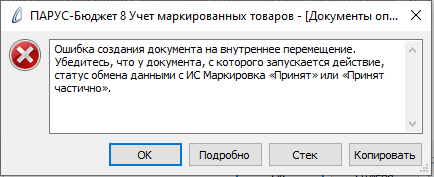 ПАРУС-Бюджет 8 Учет маркированных товаров - [Документы оп...
Ошибка создания документа на внутреннее перемещение.
Убедитесь, что у документа, с которого запускается действие,
статус обмена данными с ИС Маркировка «Принят» или «Принят
частично».
ОК Подробно Стек Копировать